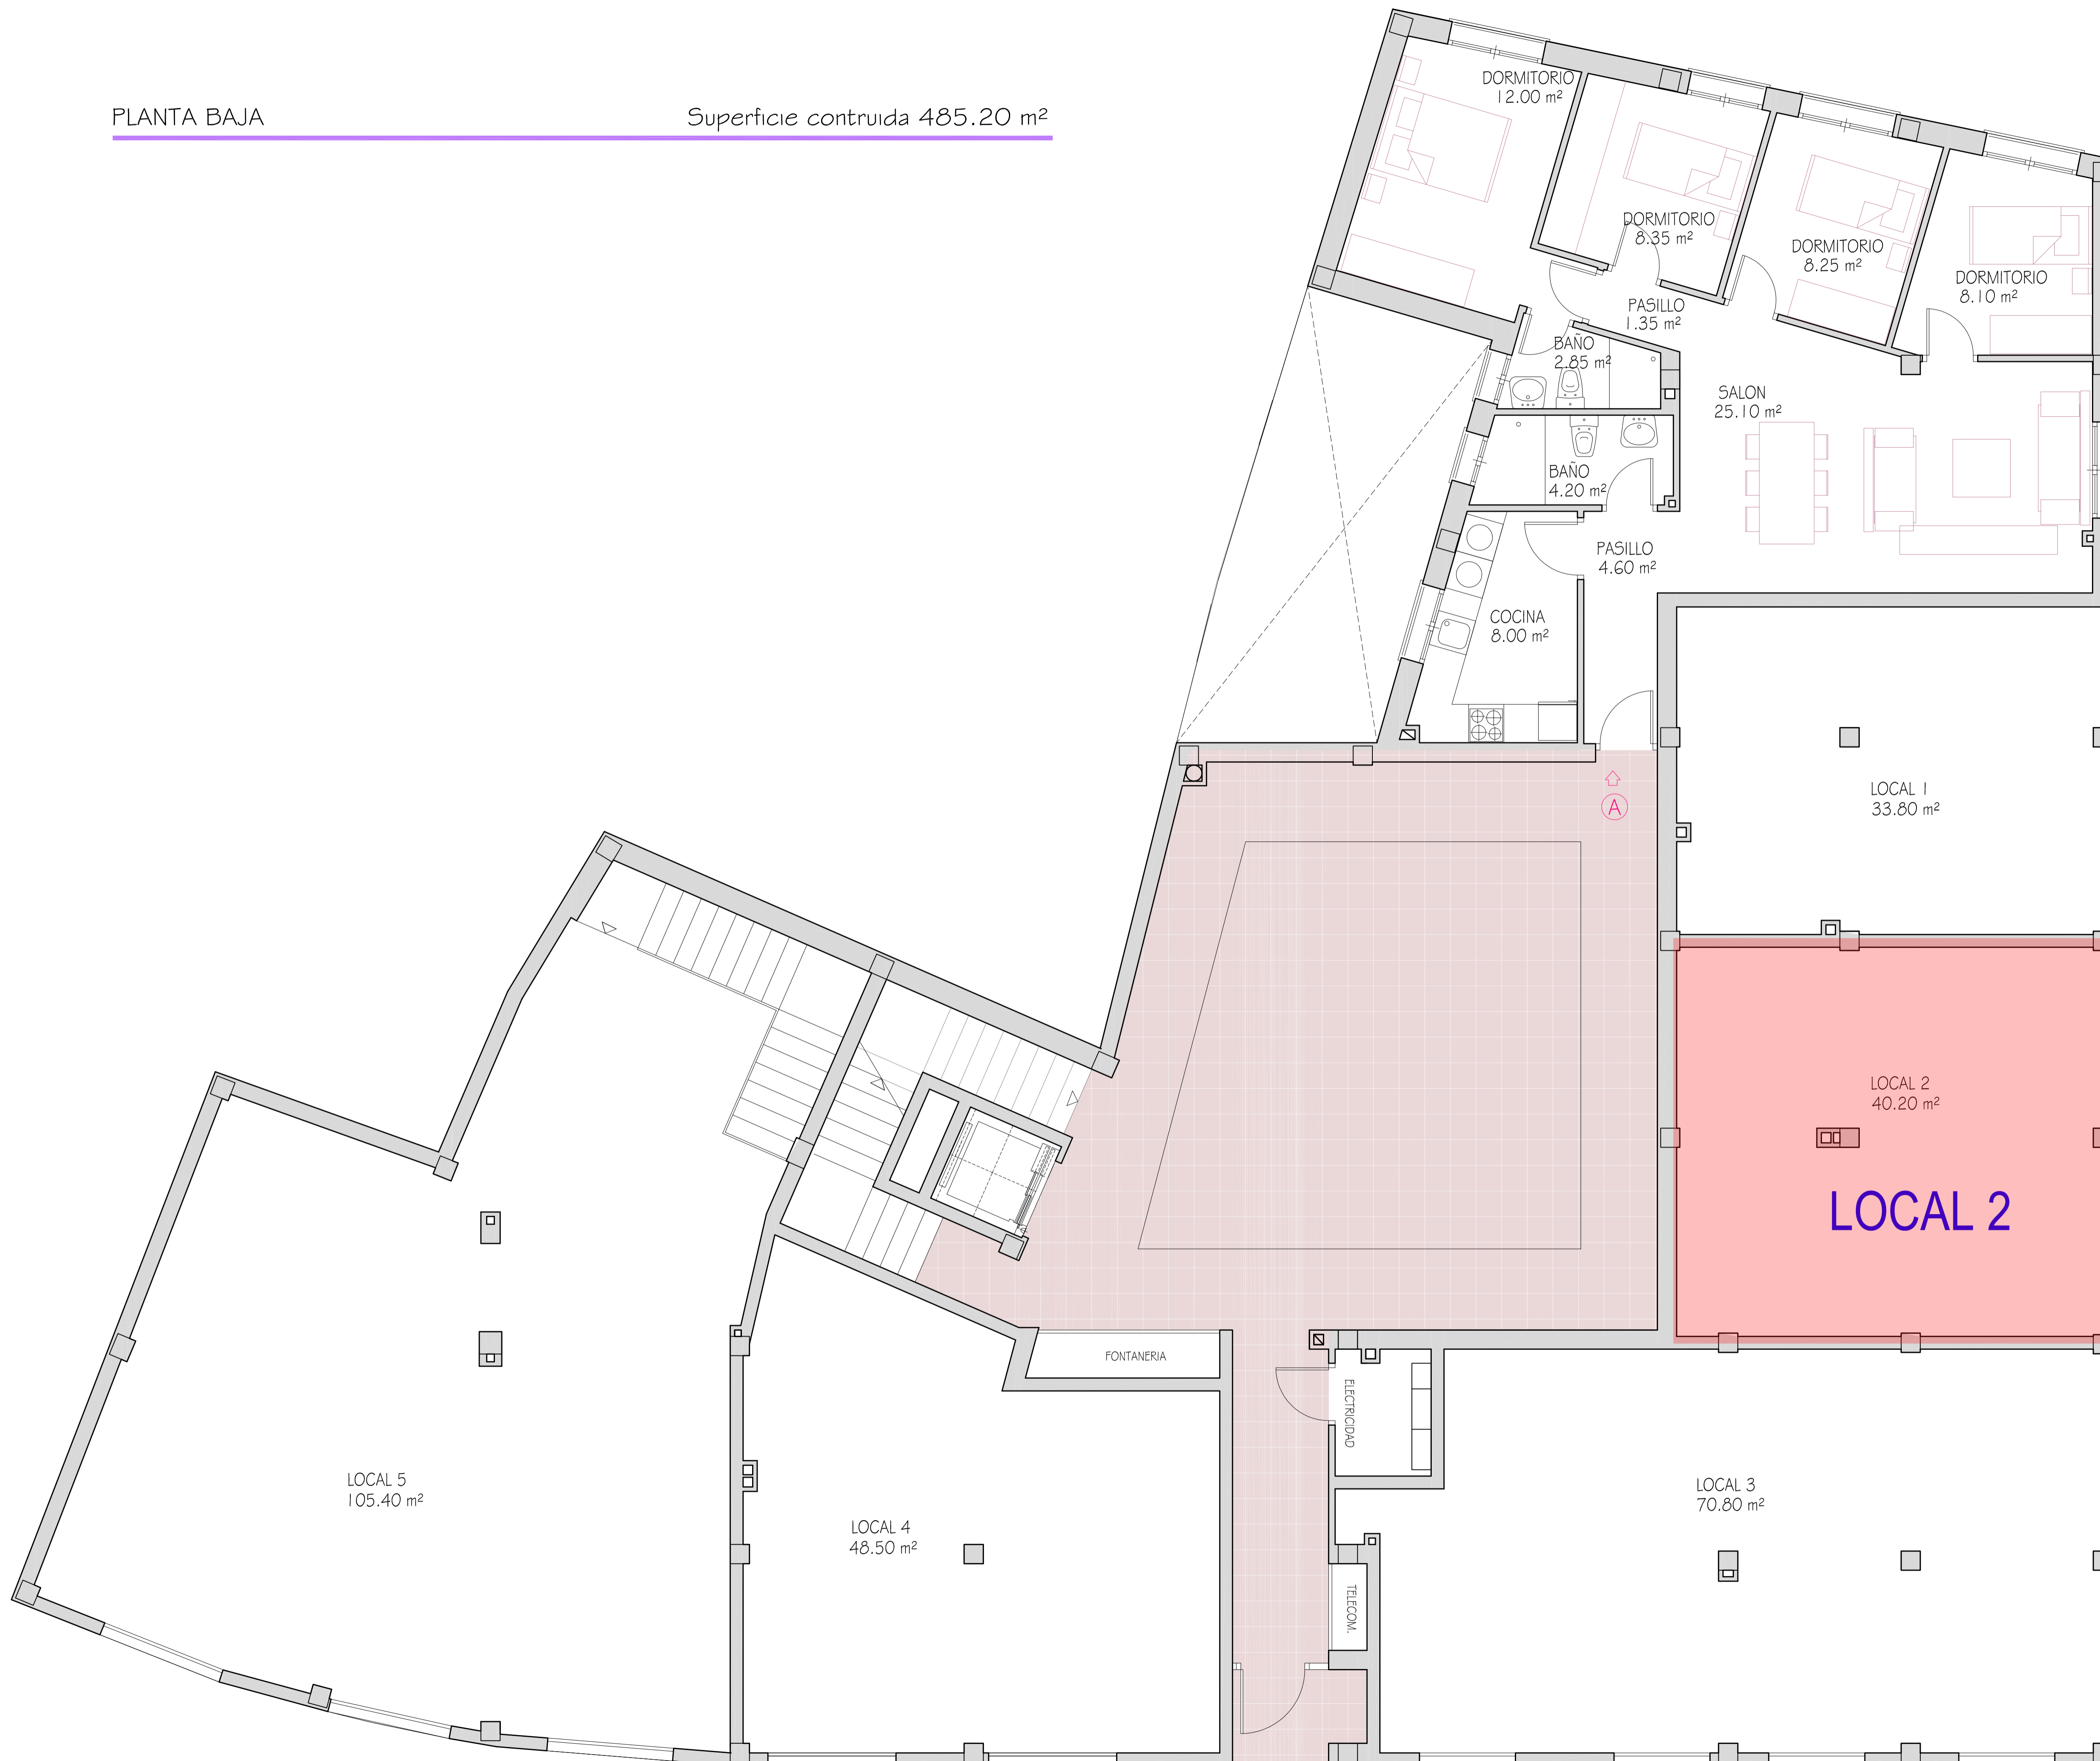 PLANTA BAJA
Superficie contruida 485.20 m²
DORMITORIO
12.00 m²
DORMITORIO
8.35 m²
DORMITORIO
8.25 m²
DORMITORIO
8.10 m²
PASILLO
1.35 m²
BAÑO
2.85 m²
SALON
25.10 m²
BAÑO
4.20 m²
PASILLO
4.60 m²
COCINA
8.00 m²
A
LOCAL 1
33.80 m²
LOCAL 2
40.20 m²
LOCAL 2
FONTANERIA
ELECTRICIDAD
LOCAL 5
105.40 m²
LOCAL 4
48.50 m²
LOCAL 3
70.80 m²
TELECOM.